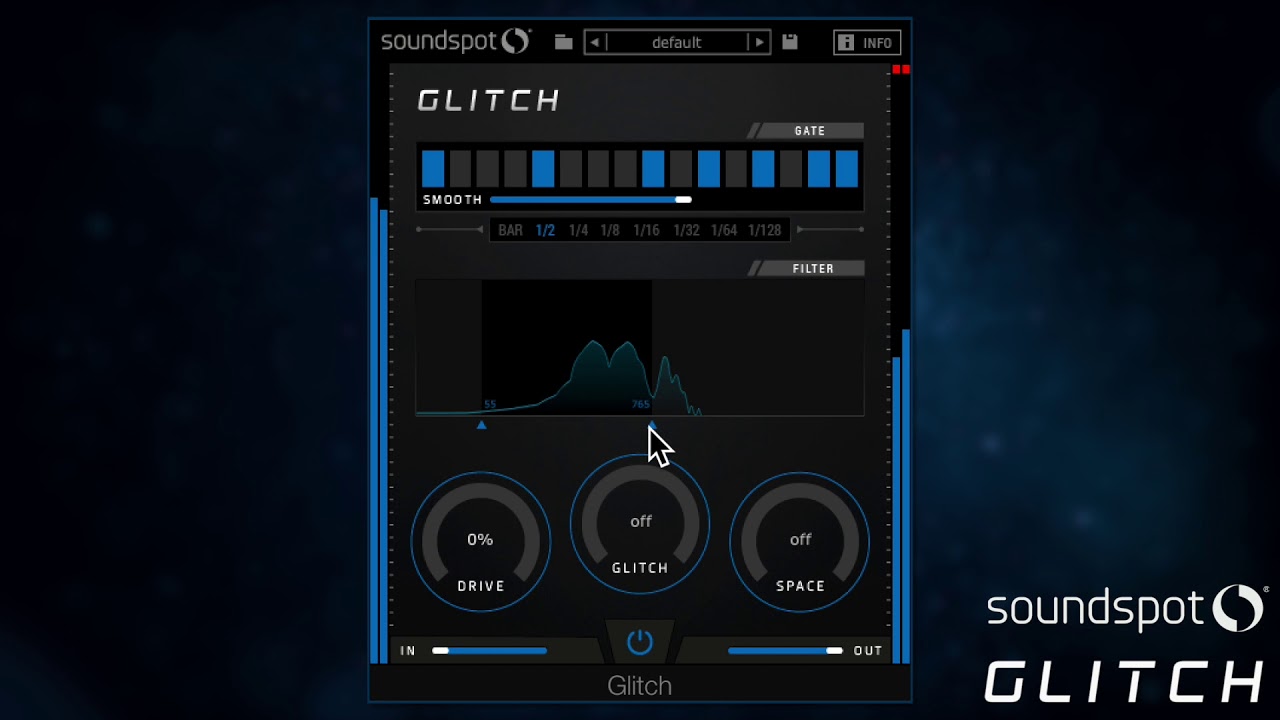 soundspot
default
INFO
GLITCH
GATE
SMOOTH
BAR 1/2 1/4 1/8 1/16 1/32 1/64 1/128
FILTER
55 765
0%
DRIVE
off
GLITCH
off
SPACE
IN OUT
Glitch
soundspot®
GLITCH